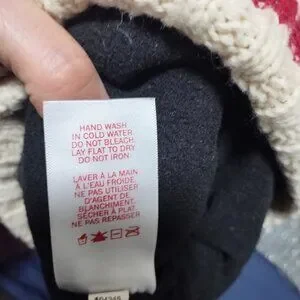 HAND WASH
IN COLD WATER
DO NOT BLEACH.
LAY FLAT TO DRY
DO NOT IRON.
LAVER À LA MAIN
À L'EAU FROIDE.
NE PAS UTILISER
D'AGENT DE
BLANCHIMENT.
SÉCHER À PLAT.
NE PAS REPASSER.